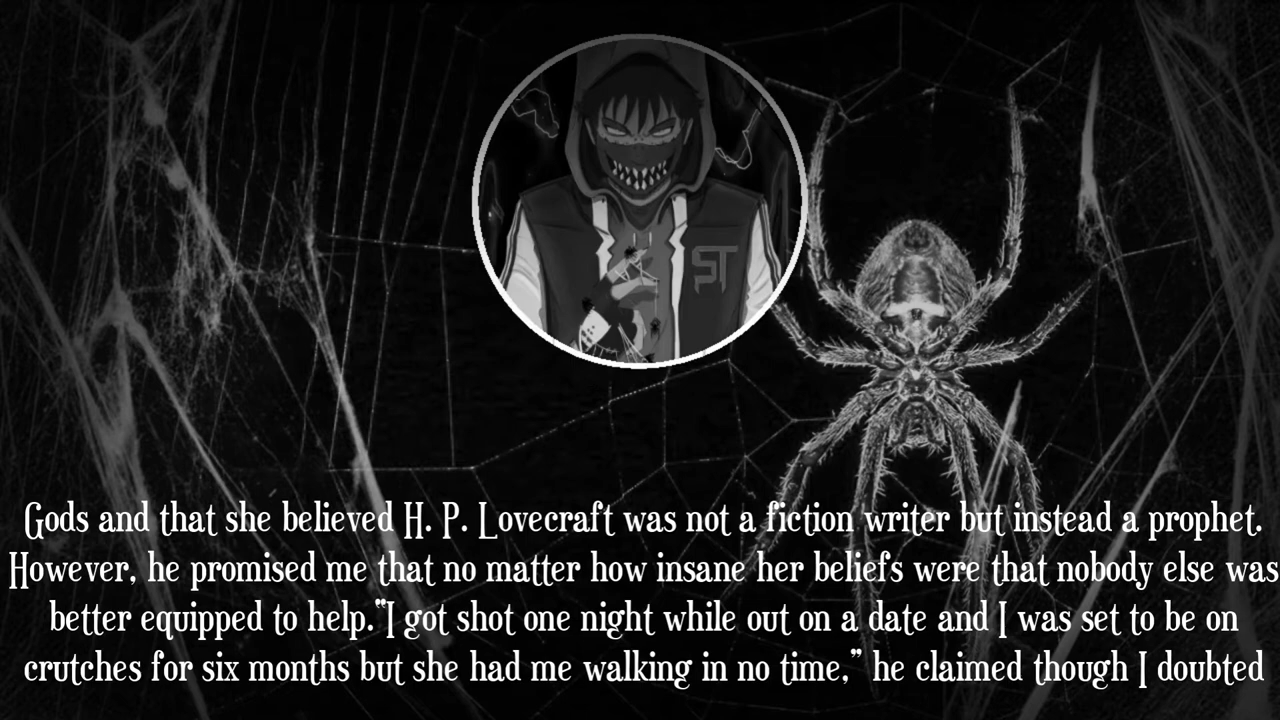 ST
Gods and that she believed H. P. Lovecraft was not a fiction writer but instead a prophet.
However, he promised me that no matter how insane her beliefs were that nobody else was
better equipped to help."I got shot one night while out on a date and I was set to be on
crutches for six months but she had me walking in no time,” he claimed though I doubted